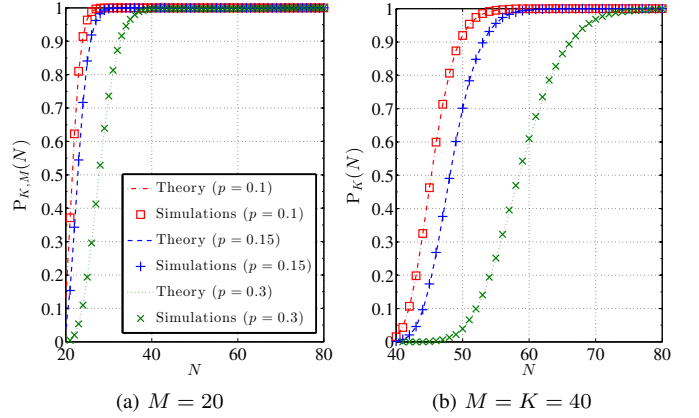 1
0.9
0.8
0.7
0.6
0.5
0.4
0.3
0.2
0.1
0
P_{K,M}(N)
20 30 40 50 60 70 80
N
Theory (p = 0.1)
Simulations (p = 0.1)
Theory (p = 0.15)
Simulations (p = 0.15)
Theory (p = 0.3)
Simulations (p = 0.3)
(a) M = 20
1
0.9
0.8
0.7
0.6
0.5
0.4
0.3
0.2
0.1
0
P_K(N)
40 50 60 70 80
N
(b) M = K = 40